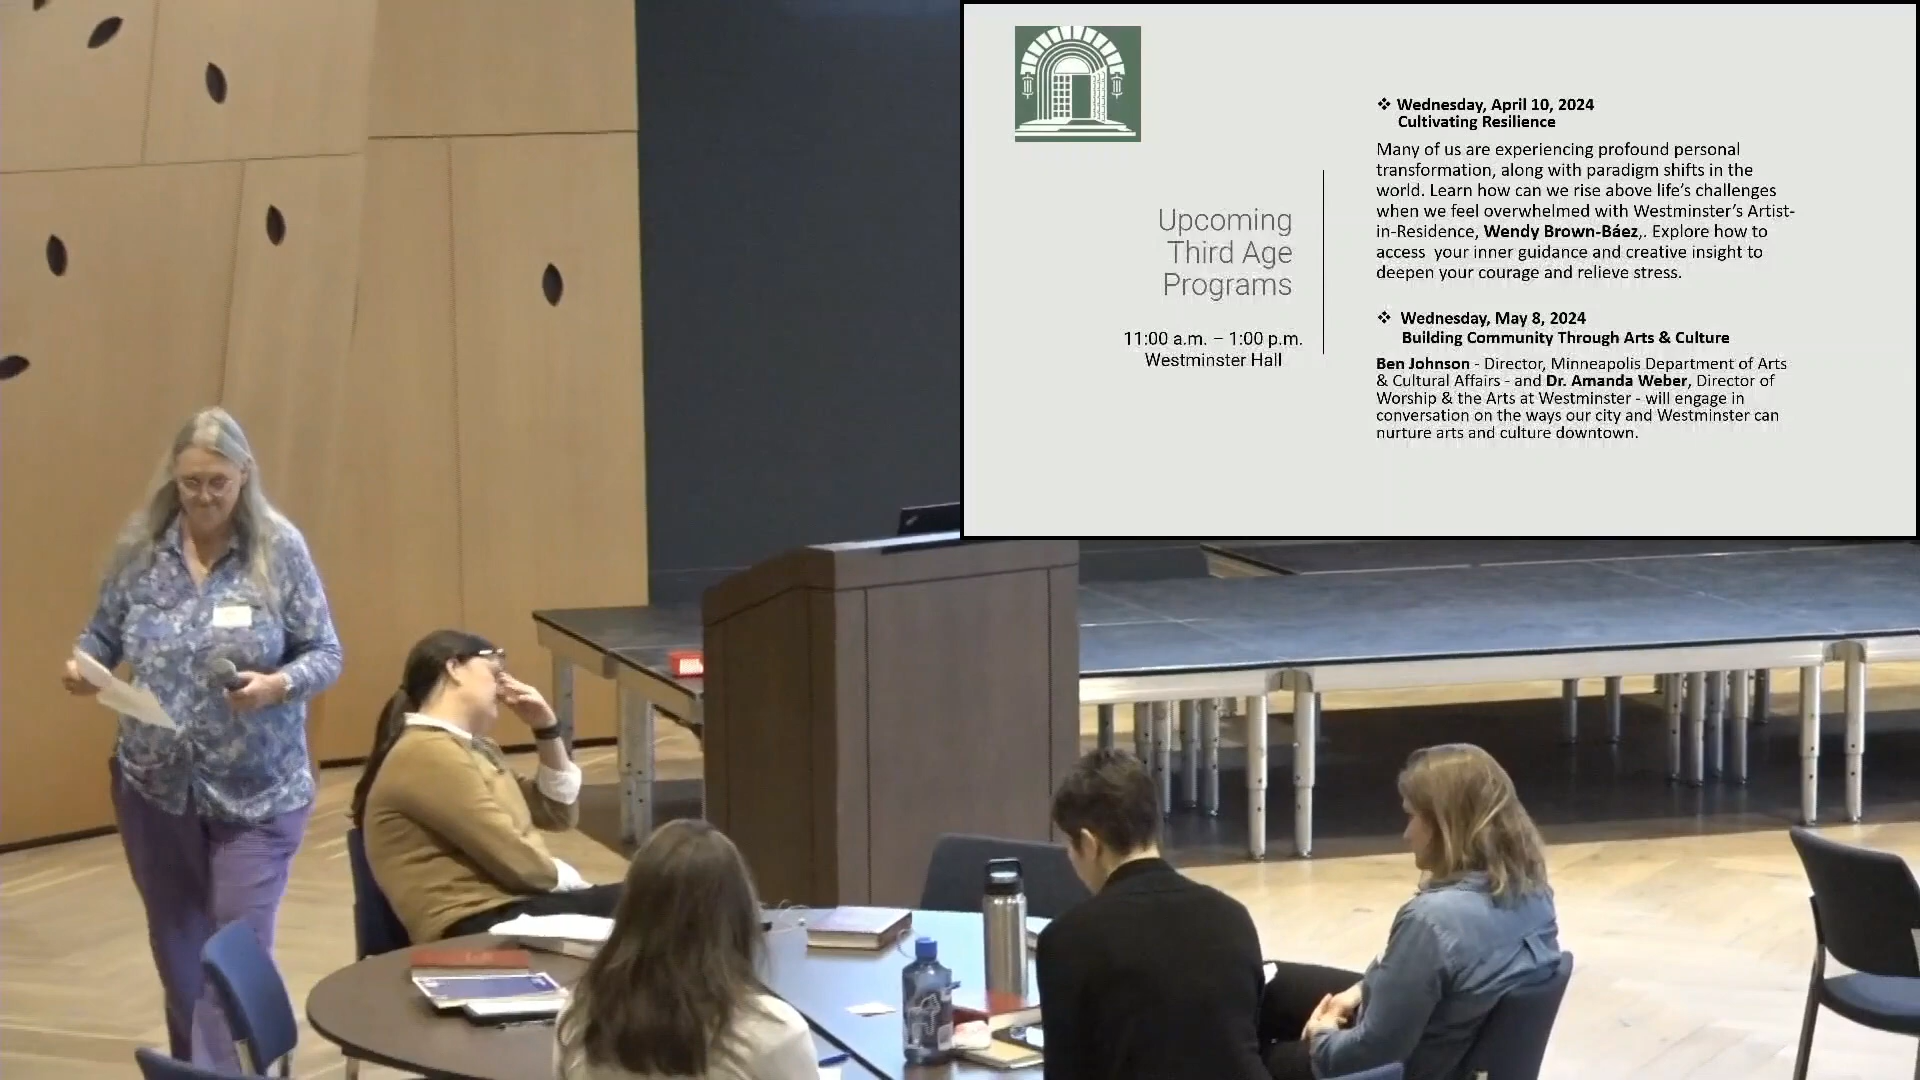 Upcoming
Third Age
Programs
11:00 a.m. – 1:00 p.m.
Westminster Hall
❖ Wednesday, April 10, 2024
Cultivating Resilience
Many of us are experiencing profound personal
transformation, along with paradigm shifts in the
world. Learn how can we rise above life's challenges
when we feel overwhelmed with Westminster's Artist-
in-Residence, Wendy Brown-Báez,. Explore how to
access  your inner guidance and creative insight to
deepen your courage and relieve stress.
❖ Wednesday, May 8, 2024
Building Community Through Arts & Culture
Ben Johnson - Director, Minneapolis Department of Arts
& Cultural Affairs - and Dr. Amanda Weber, Director of
Worship & the Arts at Westminster - will engage in
conversation on the ways our city and Westminster can
nurture arts and culture downtown.